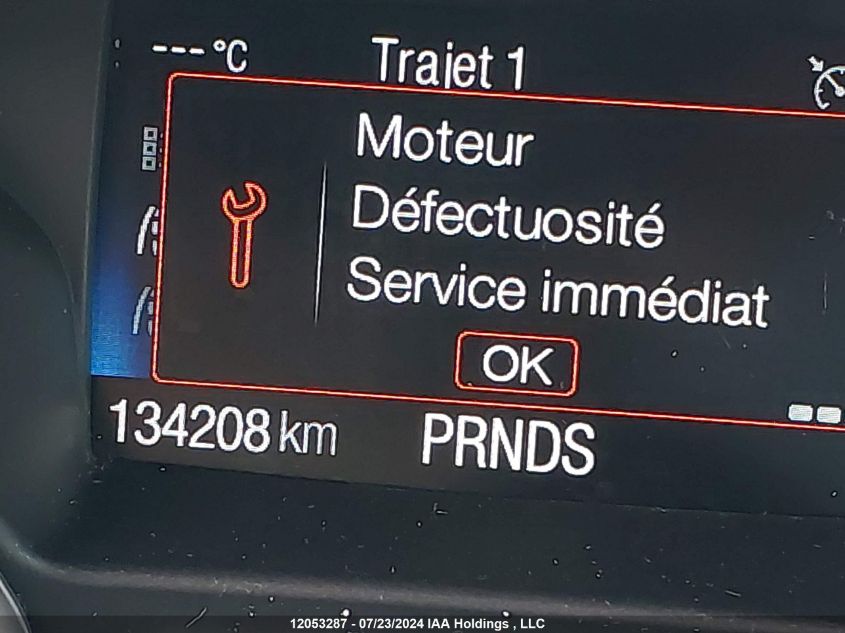 ---°C
Trajet 1
Moteur
Défectuosité
Service immédiat
OK
134208 km
PRNDS
12053287 - 07/23/2024 IAA Holdings , LLC